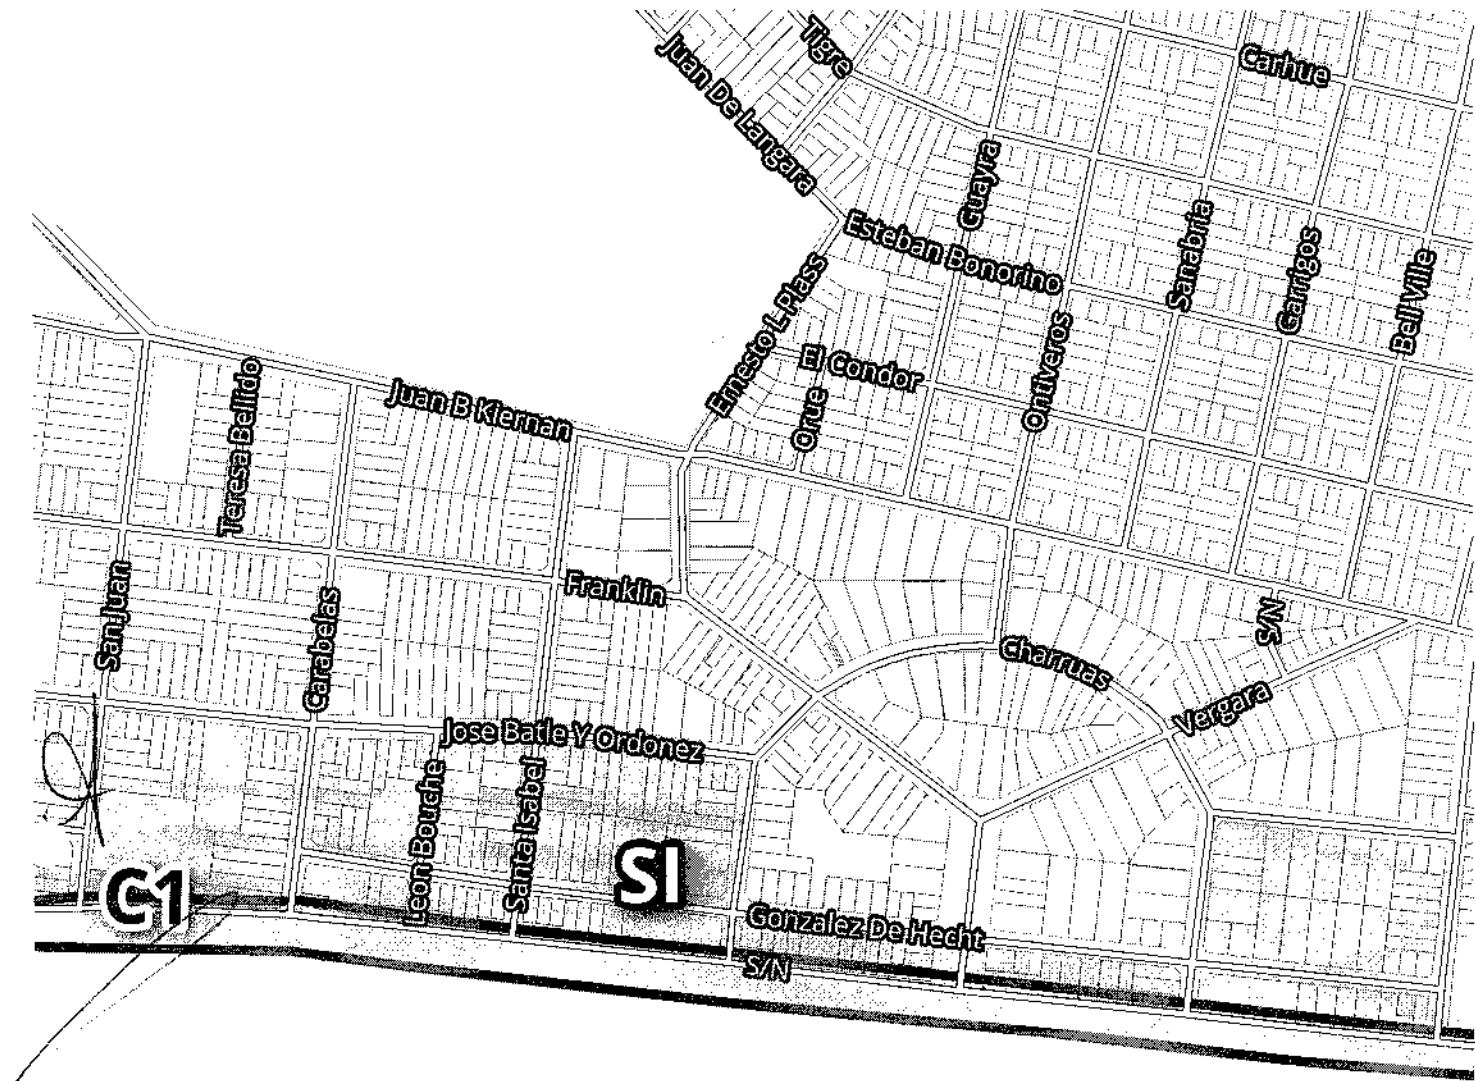 Tigre
Juan De Langara
Carhue
Guayra
Esteban Bonorino
Sanabria
Garrigos
Bell Ville
Ernesto L Plass
El Condor
Orrue
Ontiveros
Teresa Bellido
Juan B Kiernan
San Juan
Carabelas
Franklin
S/N
Charruas
Vergara
Jose Batle Y Ordonez
Leon Bouche
Santa Isabel
SI
C1
Gonzalez De Hecht
S/N